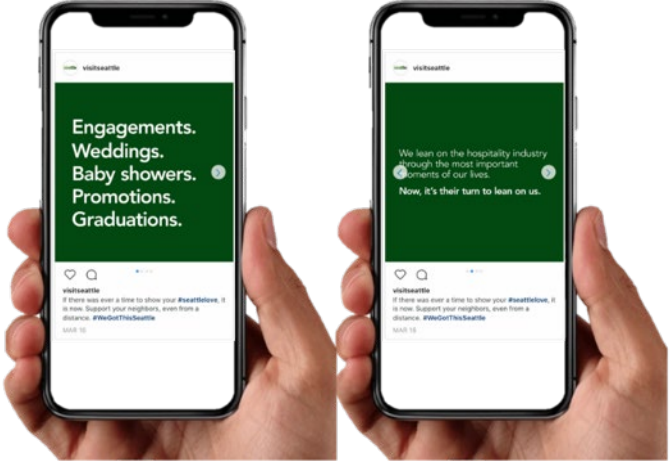 visitseattle
Engagements.
Weddings.
Baby showers.
Promotions.
Graduations.
visitseattle
If there was ever a time to show your #seattlelove, it
is now. Support your neighbors, even from a
distance. #WeGotThisSeattle
MAR 18
visitseattle
We lean on the hospitality industry
through the most important
moments of our lives.
Now, it's their turn to lean on us.
visitseattle
If there was ever a time to show your #seattlelove, it
is now. Support your neighbors, even from a
distance. #WeGotThisSeattle
MAR 18